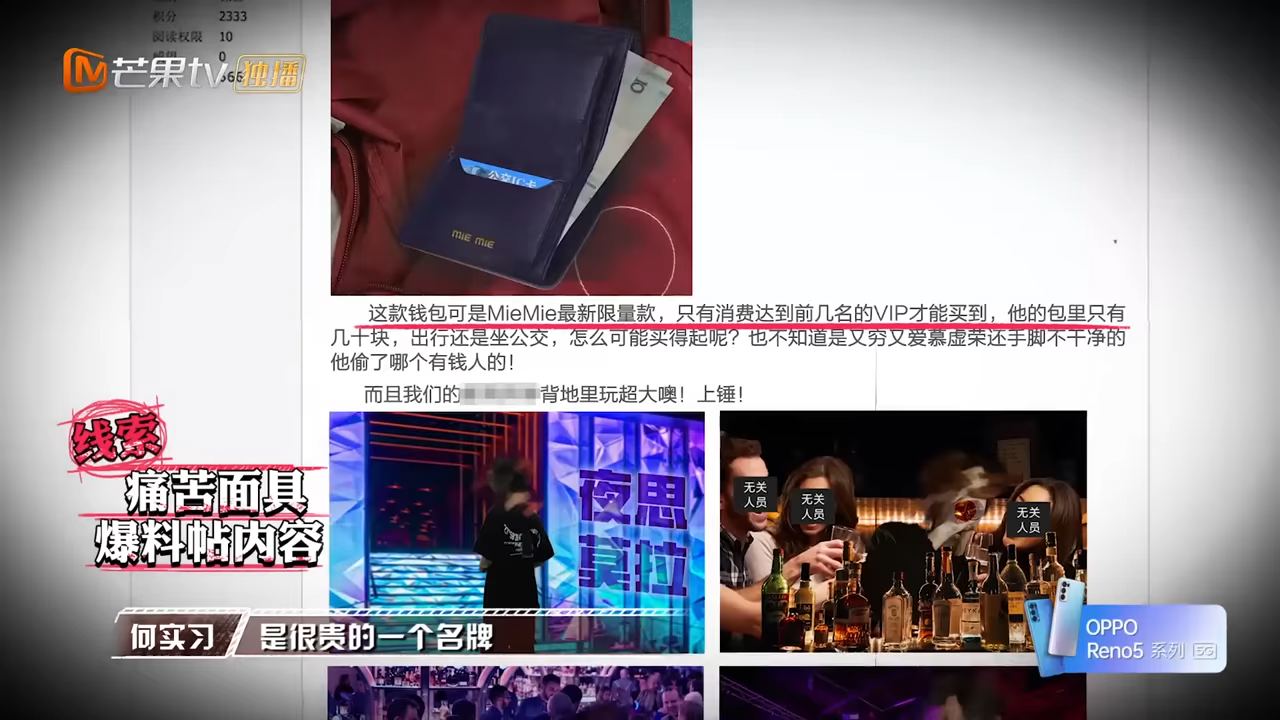 积分 2333
阅读权限 10
0
芒果tv 独播
公交IC卡
MIE MIE
这款钱包可是MieMie最新限量款，只有消费达到前几名的VIP才能买到，他的包里只有
几十块，出行还是坐公交，怎么可能买得起呢？也不知道是又穷又爱慕虚荣还手脚不干净的
他偷了哪个有钱人的！
而且我们的背地里玩超大噢！上锤！
线索
痛苦面具
爆料帖内容
夜思
莫拉
无关
人员
无关
人员
无关
人员
何实习 是很贵的一个名牌
OPPO
Reno5 系列 5G